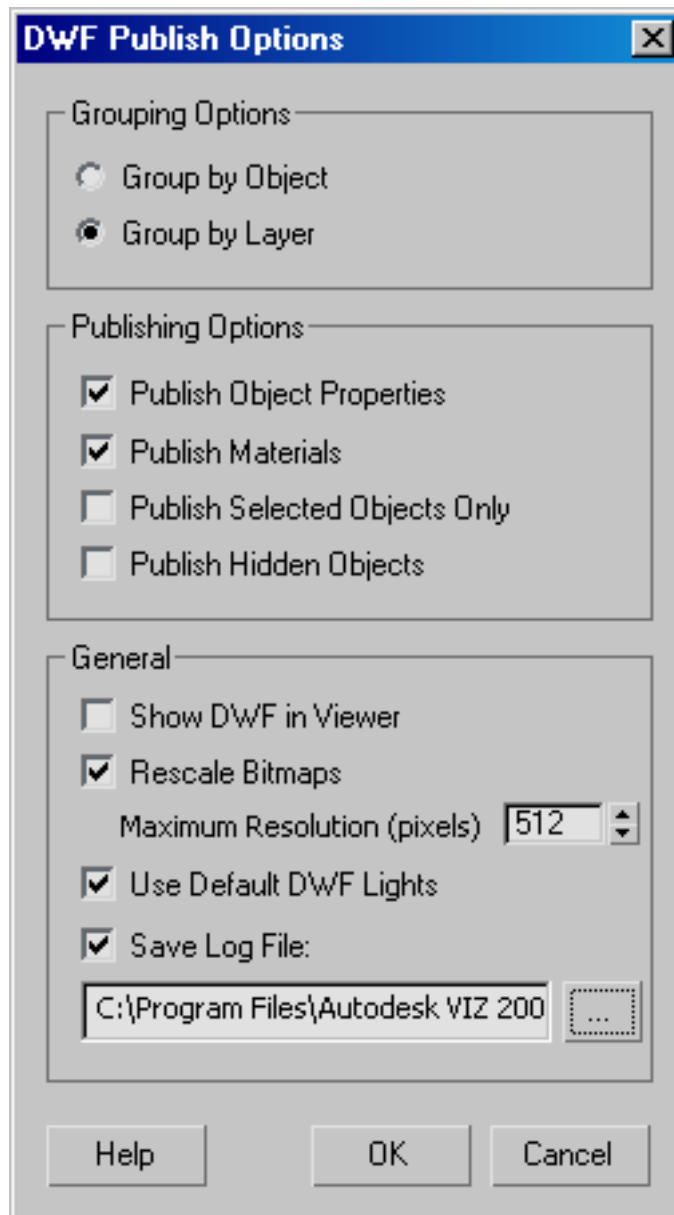 DWF Publish Options
Grouping Options
Group by Object
Group by Layer
Publishing Options
Publish Object Properties
Publish Materials
Publish Selected Objects Only
Publish Hidden Objects
General
Show DWF in Viewer
Rescale Bitmaps
Maximum Resolution (pixels) 512
Use Default DWF Lights
Save Log File:
C:\Program Files\Autodesk VIZ 200 ...
Help OK Cancel